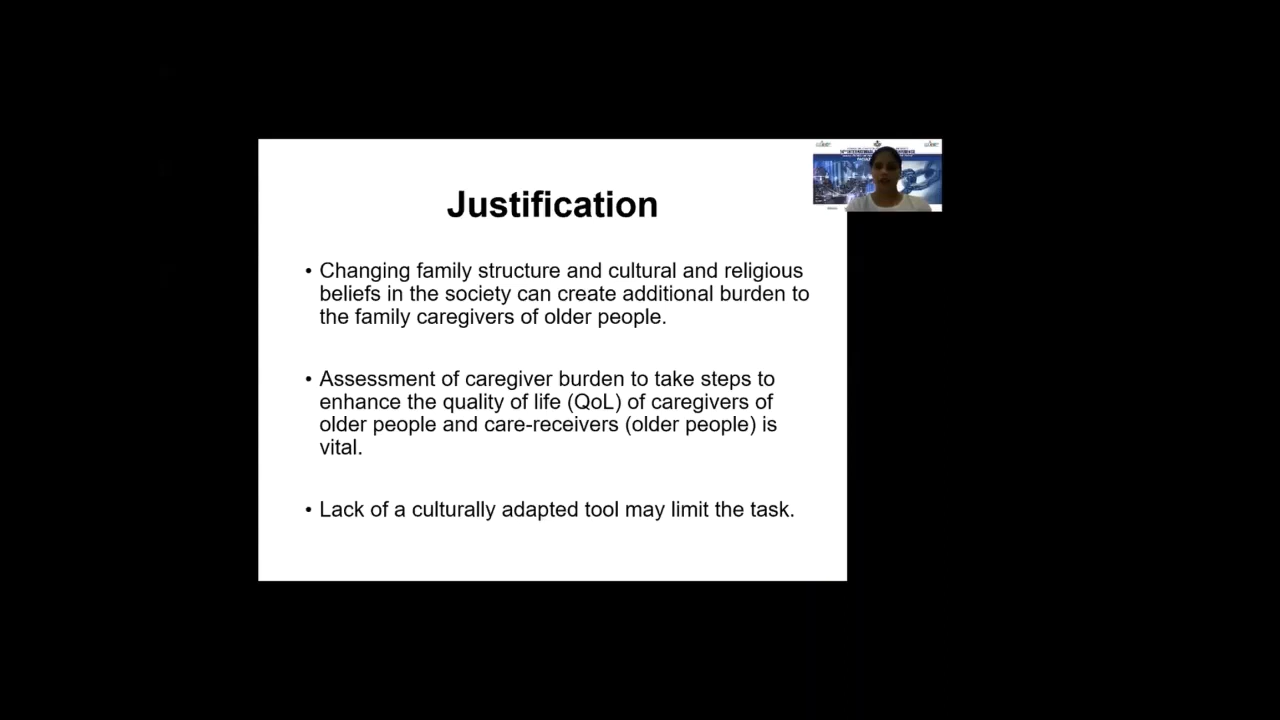 Justification
• Changing family structure and cultural and religious
beliefs in the society can create additional burden to
the family caregivers of older people.
• Assessment of caregiver burden to take steps to
enhance the quality of life (QoL) of caregivers of
older people and care-receivers (older people) is
vital.
• Lack of a culturally adapted tool may limit the task.